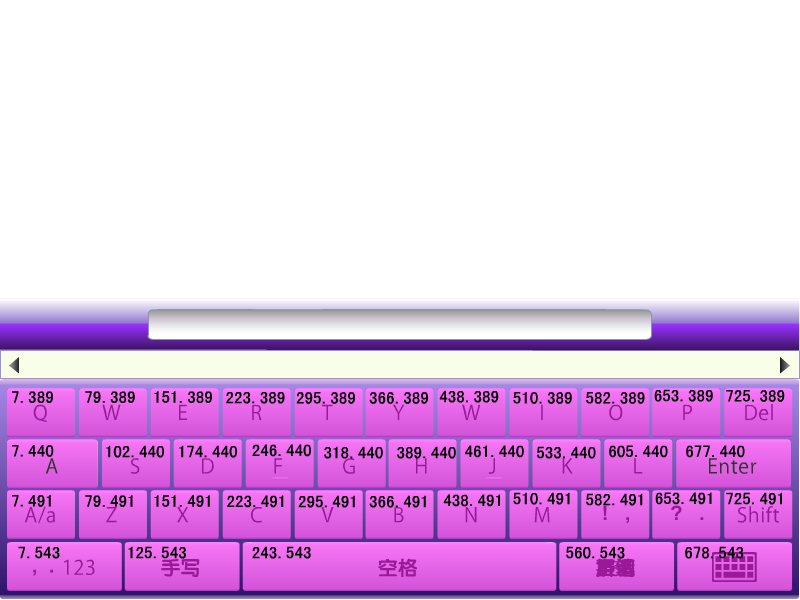 7. 389 79. 389 151. 389 223. 389 295. 389 366. 389 438. 389 510. 389 582. 389 653. 389 725. 389
Q W E R T Y W I O P Del
7. 440 102. 440 174. 440 246. 440 318. 440 389. 440 461. 440 533. 440 605. 440 677. 440
A S D F G H J K L Enter
7. 491 79. 491 151. 491 223. 491 295. 491 366. 491 438. 491 510. 491 582. 491 653. 491 725. 491
A/a Z X C V B N M ! , ? . Shift
7. 543 125. 543 243. 543 560. 543 678. 543
, . 123 手写 空格